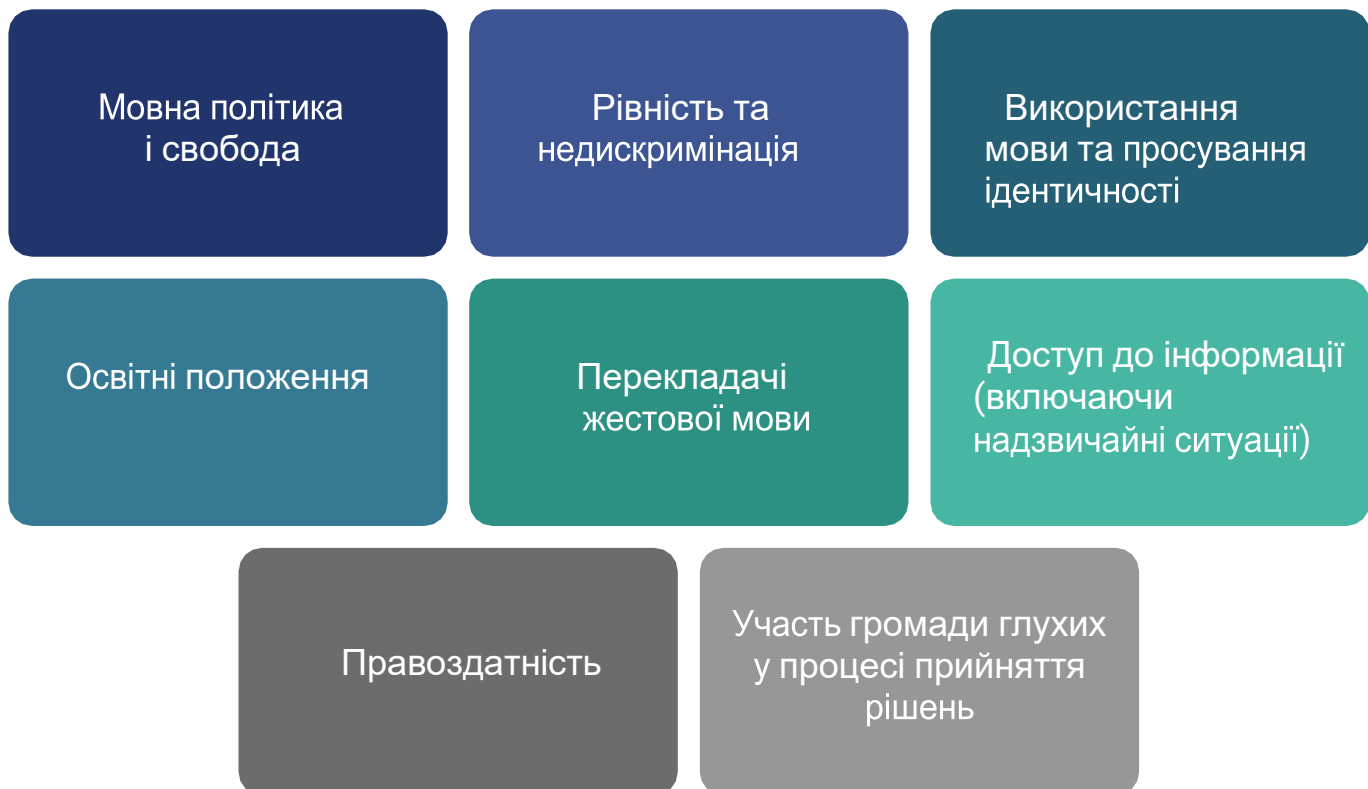 Мовна політика
і свобода
Рівність та
недискримінація
Використання
мови та просування
ідентичності
Освітні положення
Перекладачі
жестової мови
Доступ до інформації
(включаючи
надзвичайні ситуації)
Правоздатність
Участь громади глухих
у процесі прийняття
рішень